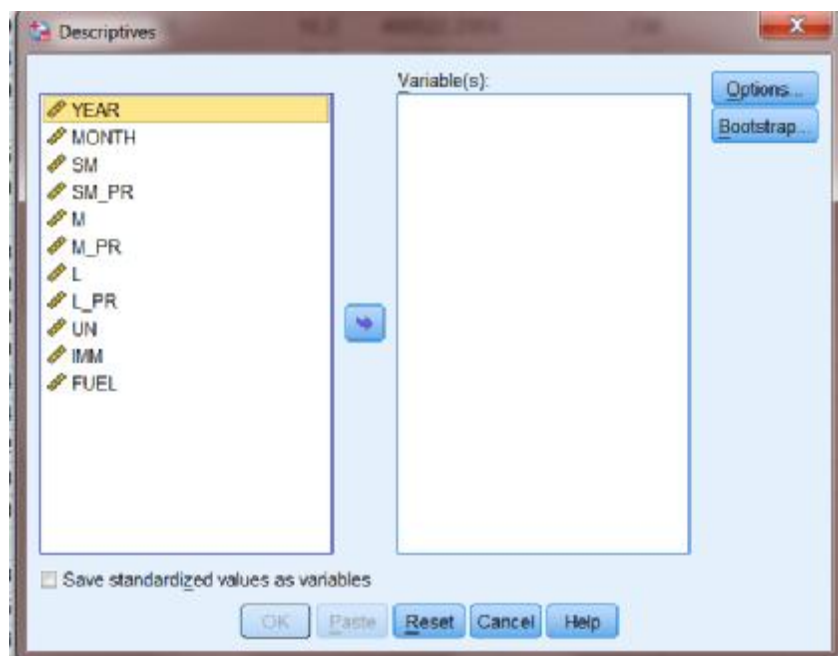 Descriptives
Variable(s):
Options...
Bootstrap...
YEAR
MONTH
SM
SM_PR
M
M_PR
L
L_PR
UN
IMM
FUEL
Save standardized values as variables
OK
Paste
Reset
Cancel
Help